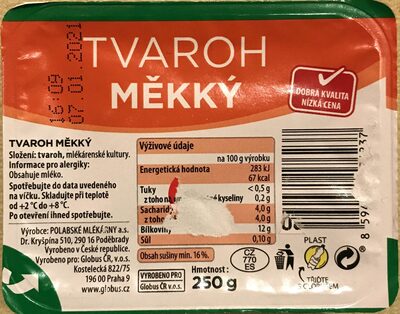 TVAROH
MĚKKÝ
16:09
07 01 2021
DOBRÁ KVALITA
NÍZKÁ CENA
TVAROH MĚKKÝ
Složení: tvaroh, mlékárenské kultury.
Informace pro alergiky:
Obsahuje mléko.
Spotřebujte do data uvedeného
na víčku. Skladujte při teplotě
od +2 °C do +8 °C.
Po otevření ihned spotřebujte.
Výživové údaje
na 100 g výrobku
Energetická hodnota 283 kJ
67 kcal
Tuky < 0,5 g
z toho kyseliny 0,2 g
4,0 g
z toho 4,0 g
Bílkoviny 12 g
Sůl 0,10 g
Obsah sušiny min. 16 %.
Výrobce: POLABSKÉ MLÉKÁRNY a.s.
Dr. Kryšpína 510, 290 16 Poděbrady
Vyrobeno v České republice.
Vyrobeno pro: Globus ČR, v.o.s.
Kostelecká 822/75
196 00 Praha 9
www.globus.cz
VYROBENO PRO
Globus ČR v.o.s.
Hmotnost :
250 g
CZ
770
ES
PLAST
TŘIĎTE